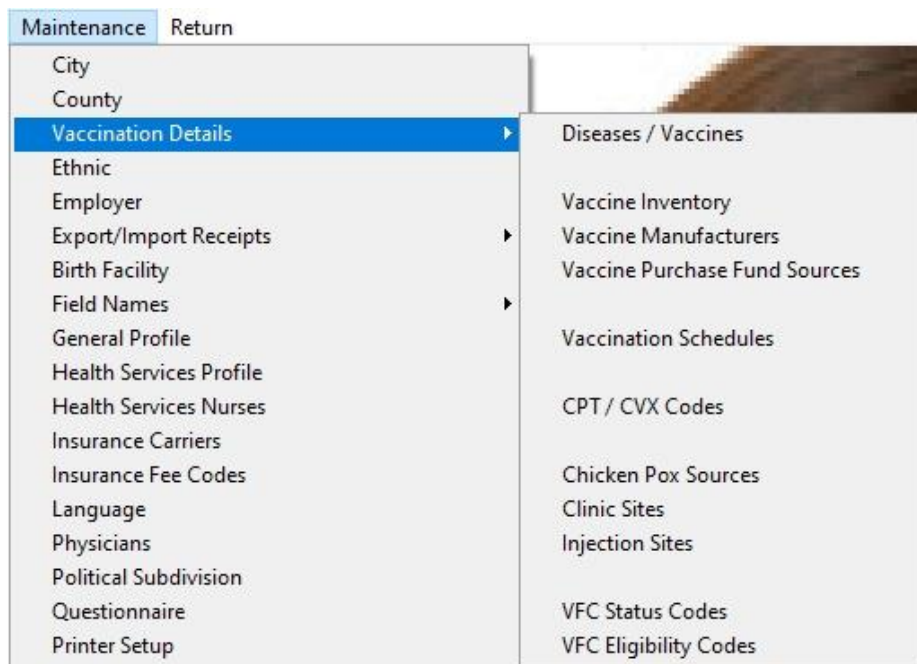 Maintenance Return
City
County
Vaccination Details
Ethnic
Employer
Export/Import Receipts
Birth Facility
Field Names
General Profile
Health Services Profile
Health Services Nurses
Insurance Carriers
Insurance Fee Codes
Language
Physicians
Political Subdivision
Questionnaire
Printer Setup
Diseases / Vaccines
Vaccine Inventory
Vaccine Manufacturers
Vaccine Purchase Fund Sources
Vaccination Schedules
CPT / CVX Codes
Chicken Pox Sources
Clinic Sites
Injection Sites
VFC Status Codes
VFC Eligibility Codes